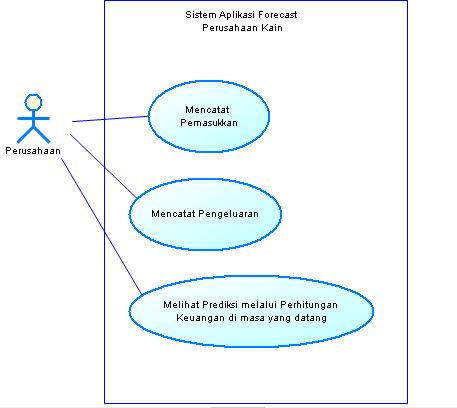 Sistem Aplikasi Forecast
Perusahaan Kain
Mencatat
Pemasukkan
Perusahaan
Mencatat Pengeluaran
Melihat Prediksi melalui Perhitungan
Keuangan di masa yang datang